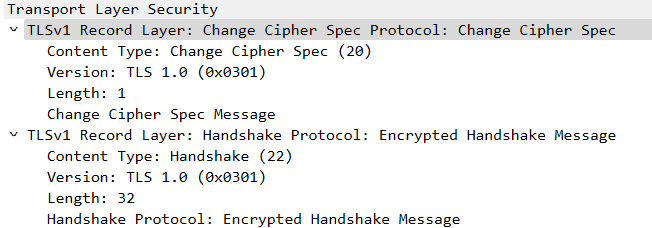 Transport Layer Security
TLSv1 Record Layer: Change Cipher Spec Protocol: Change Cipher Spec
Content Type: Change Cipher Spec (20)
Version: TLS 1.0 (0x0301)
Length: 1
Change Cipher Spec Message
TLSv1 Record Layer: Handshake Protocol: Encrypted Handshake Message
Content Type: Handshake (22)
Version: TLS 1.0 (0x0301)
Length: 32
Handshake Protocol: Encrypted Handshake Message